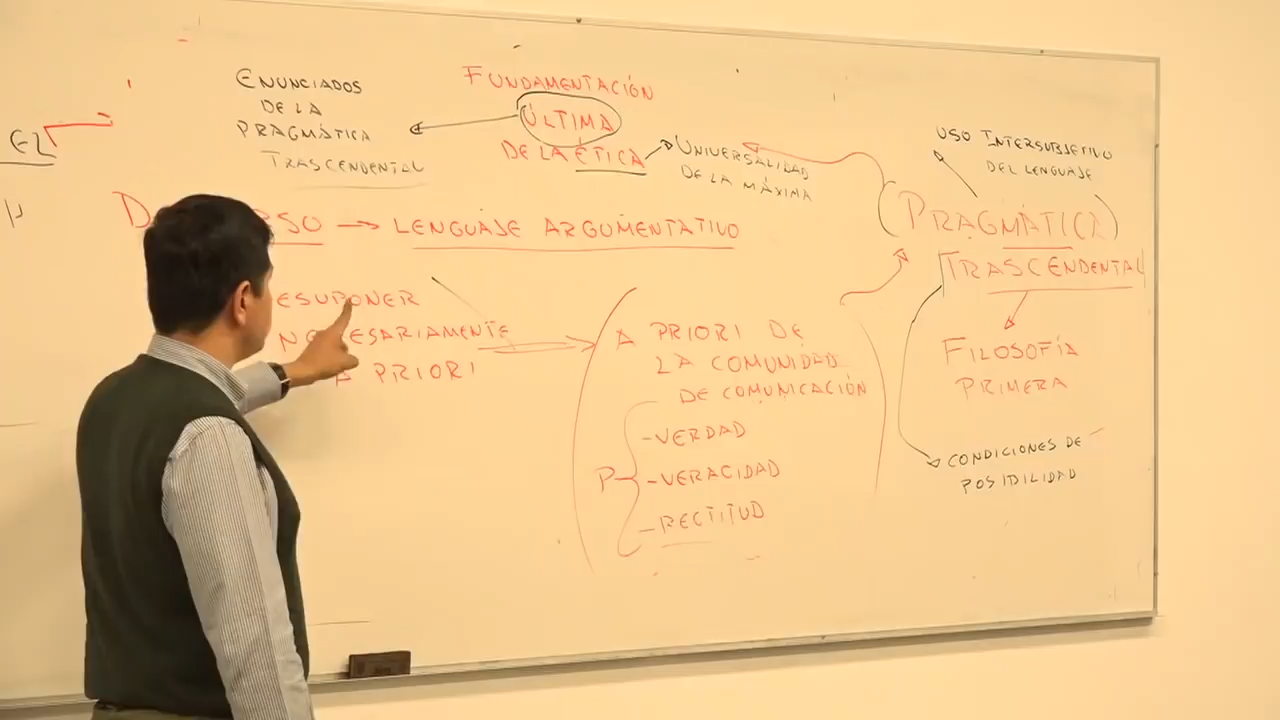 EL
ENUNCIADOS
DE LA
PRAGMÁTICA
TRASCENDENTAL
FUNDAMENTACIÓN
ÚLTIMA
DE LA ÉTICA
UNIVERSALIDAD
DE LA MÁXIMA
USO INTERSUBJETIVO
DEL LENGUAJE
(PRAGMÁTICA)
TRASCENDENTAL
FILOSOFÍA
PRIMERA
CONDICIONES DE
POSIDILIDAD
LENGUAJE ARGUMENTATIVO
ESUPONER
NECESARIAMENTE
A PRIORI
A PRIORI DE
LA COMUNIDAD
DE COMUNICACIÓN
P
-VERDAD
-VERACIDAD
-RECTITUD